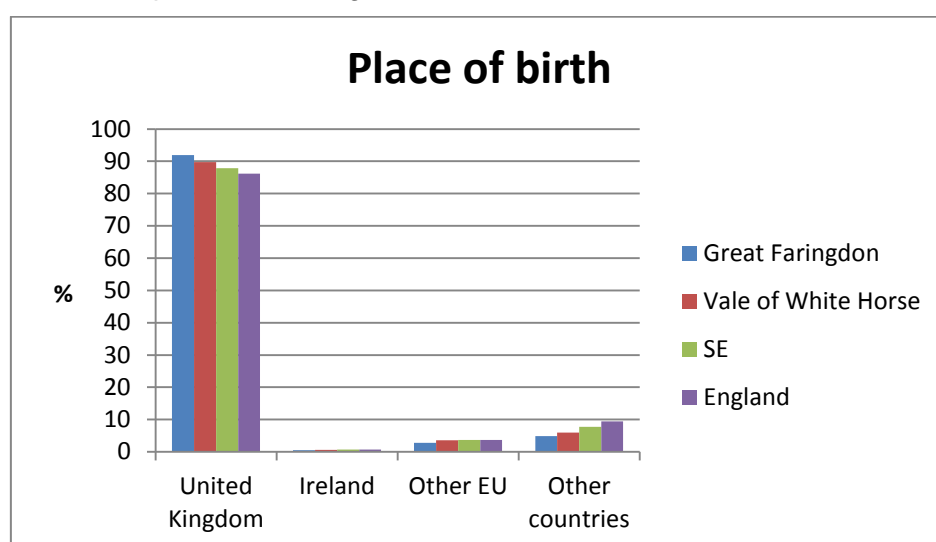 Place of birth
100
90
80
70
60
50
40
30
20
10
0
%
United Kingdom
Ireland
Other EU
Other countries
Great Faringdon
Vale of White Horse
SE
England